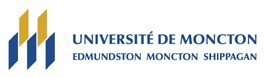 UNIVERSITÉ DE MONCTON
EDMUNDSTON MONCTON SHIPPAGAN